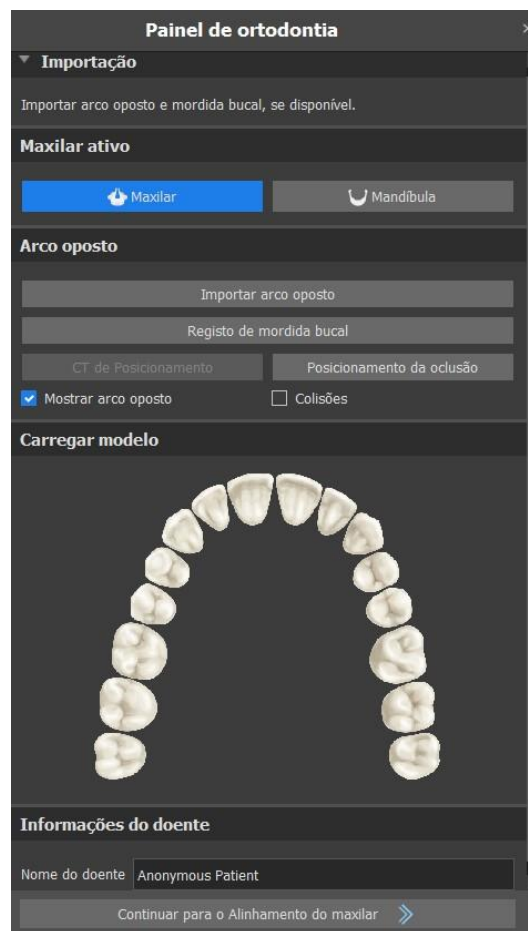 Painel de ortodontia
Importação
Importar arco oposto e mordida bucal, se disponível.
Maxilar ativo
Maxilar
Mandíbula
Arco oposto
Importar arco oposto
Registo de mordida bucal
CT de Posicionamento
Posicionamento da oclusão
Mostrar arco oposto
Colisões
Carregar modelo
Informações do doente
Nome do doente Anonymous Patient
Continuar para o Alinhamento do maxilar